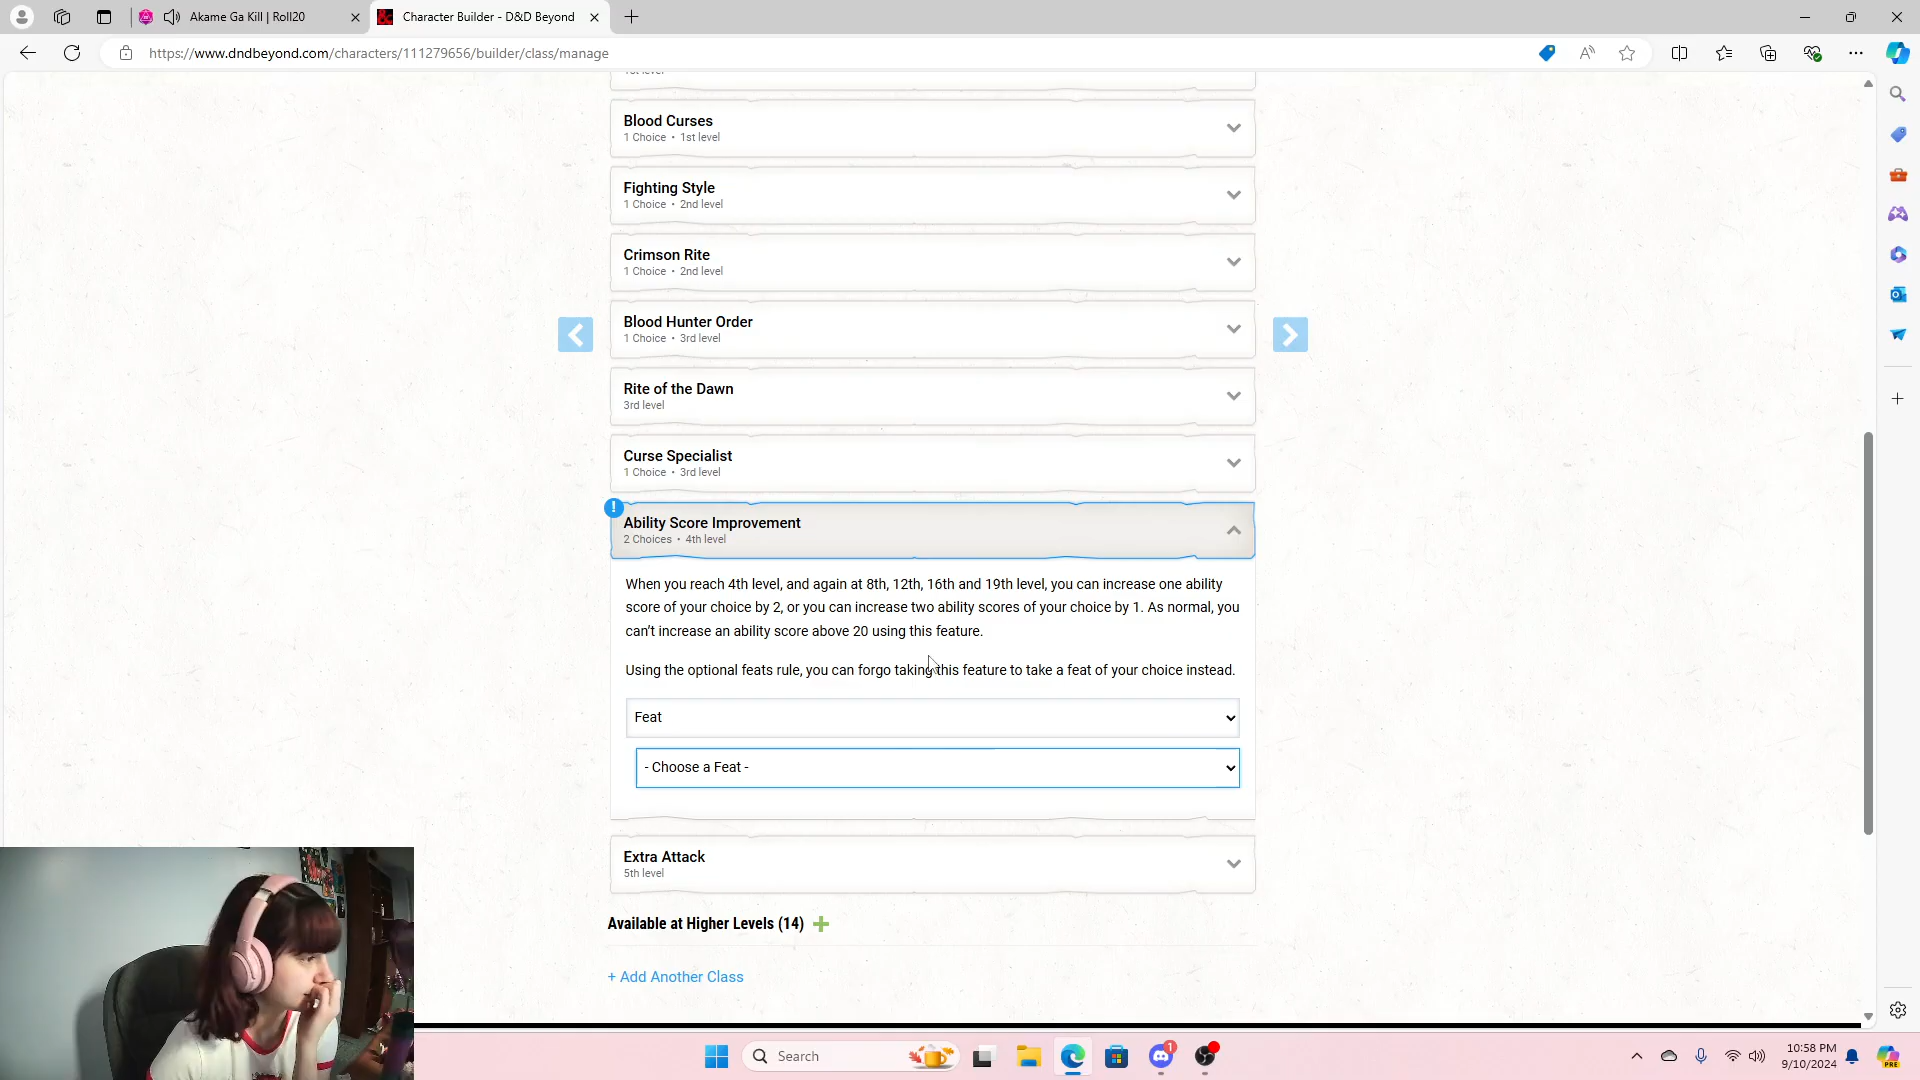 Akame Ga Kill | Roll20
Character Builder - D&D Beyond
https://www.dndbeyond.com/characters/111279656/builder/class/manage
1st level
Blood Curses
1 Choice • 1st level
Fighting Style
1 Choice • 2nd level
Crimson Rite
1 Choice • 2nd level
Blood Hunter Order
1 Choice • 3rd level
Rite of the Dawn
3rd level
Curse Specialist
1 Choice • 3rd level
!
Ability Score Improvement
2 Choices • 4th level
When you reach 4th level, and again at 8th, 12th, 16th and 19th level, you can increase one ability
score of your choice by 2, or you can increase two ability scores of your choice by 1. As normal, you
can't increase an ability score above 20 using this feature.
Using the optional feats rule, you can forgo taking this feature to take a feat of your choice instead.
Feat
- Choose a Feat -
Extra Attack
5th level
Available at Higher Levels (14)
+ Add Another Class
Search
1
10:58 PM
9/10/2024
PRE